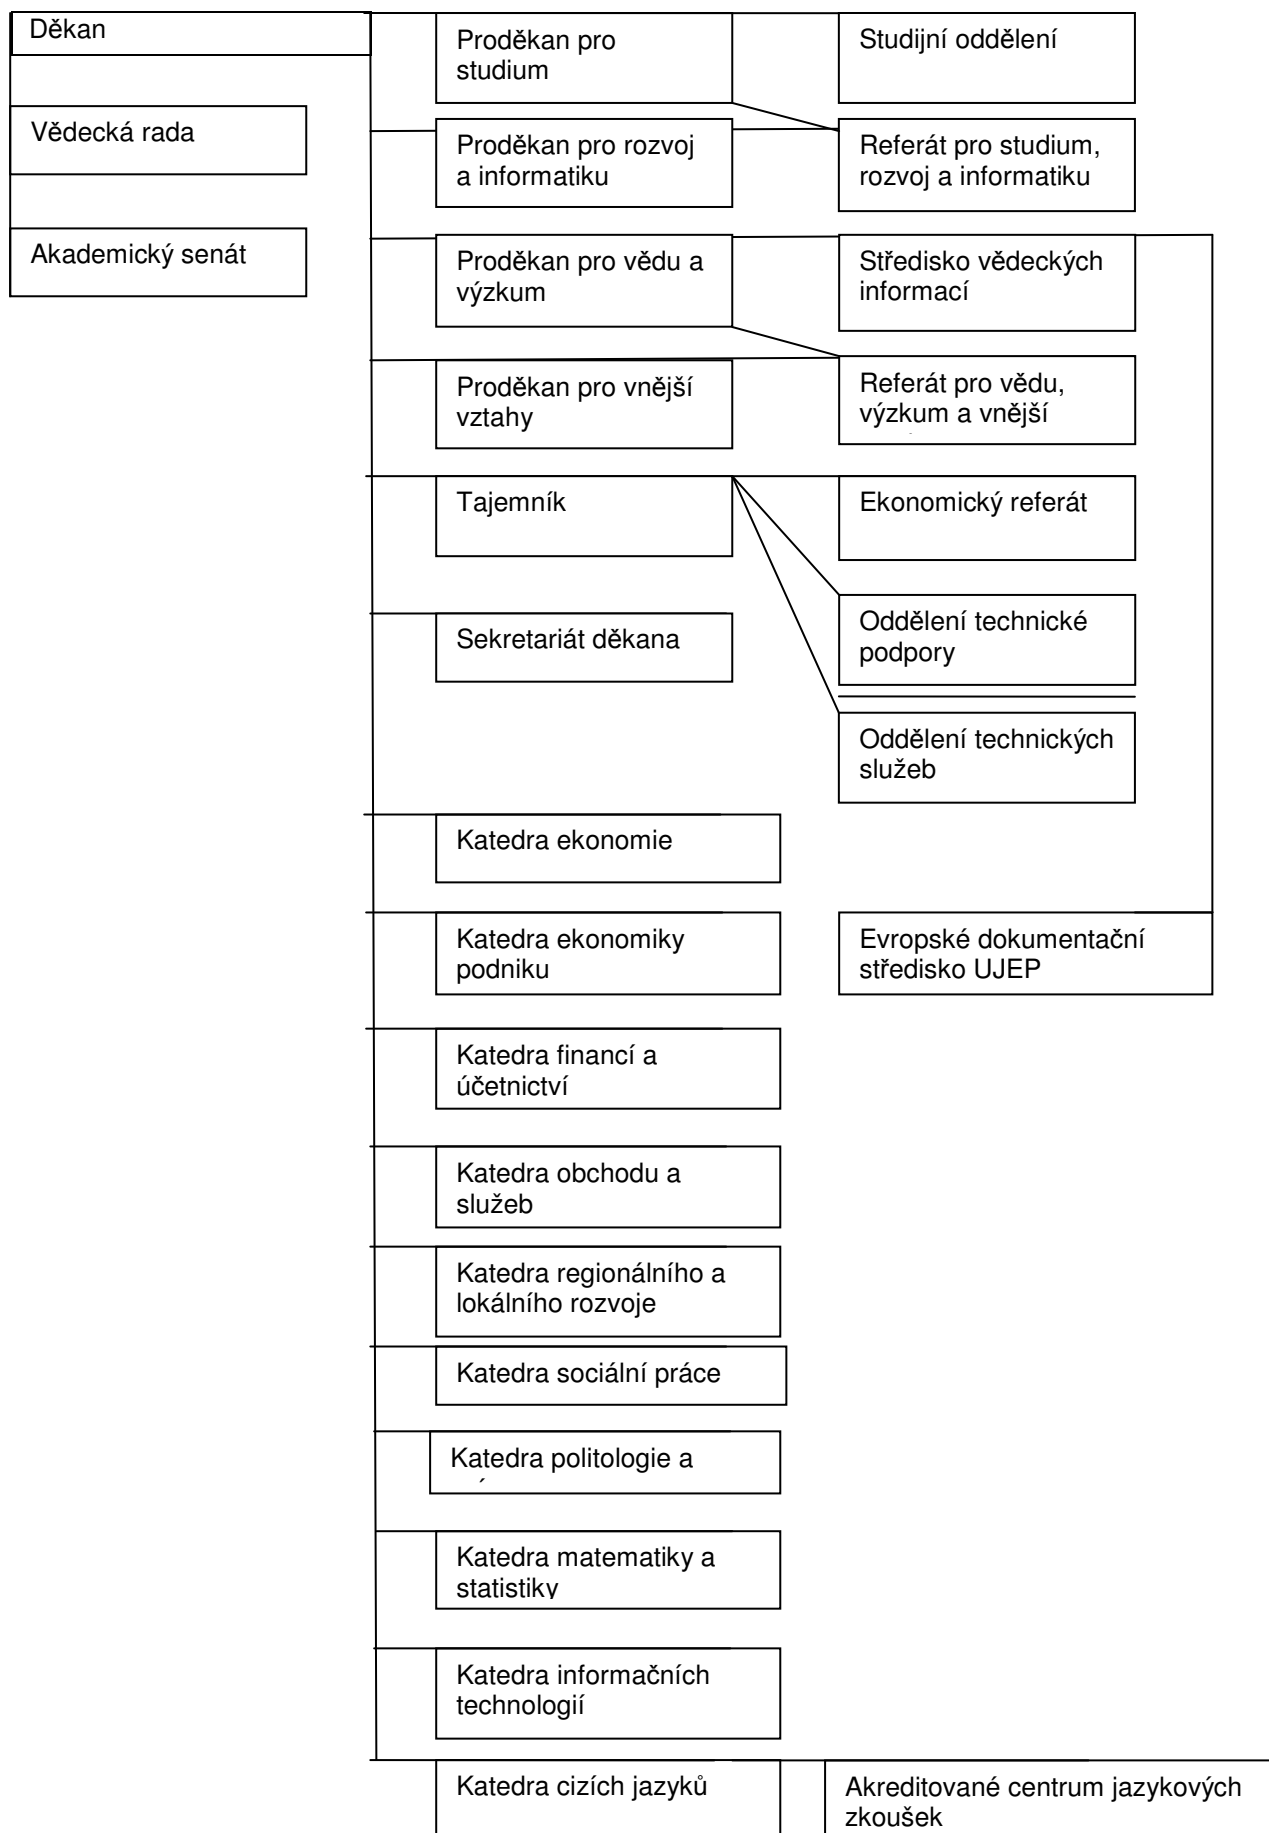 Děkan
Vědecká rada
Akademický senát
Proděkan pro
studium
Studijní oddělení
Proděkan pro rozvoj
a informatiku
Referát pro studium,
rozvoj a informatiku
Proděkan pro vědu a
výzkum
Středisko vědeckých
informací
Proděkan pro vnější
vztahy
Referát pro vědu,
výzkum a vnější
Tajemník
Ekonomický referát
Oddělení technické
podpory
Sekretariát děkana
Oddělení technických
služeb
Katedra ekonomie
Katedra ekonomiky
podniku
Evropské dokumentační
středisko UJEP
Katedra financí a
účetnictví
Katedra obchodu a
služeb
Katedra regionálního a
lokálního rozvoje
Katedra sociální práce
Katedra politologie a
Katedra matematiky a
statistiky
Katedra informačních
technologií
Katedra cizích jazyků
Akreditované centrum jazykových
zkoušek